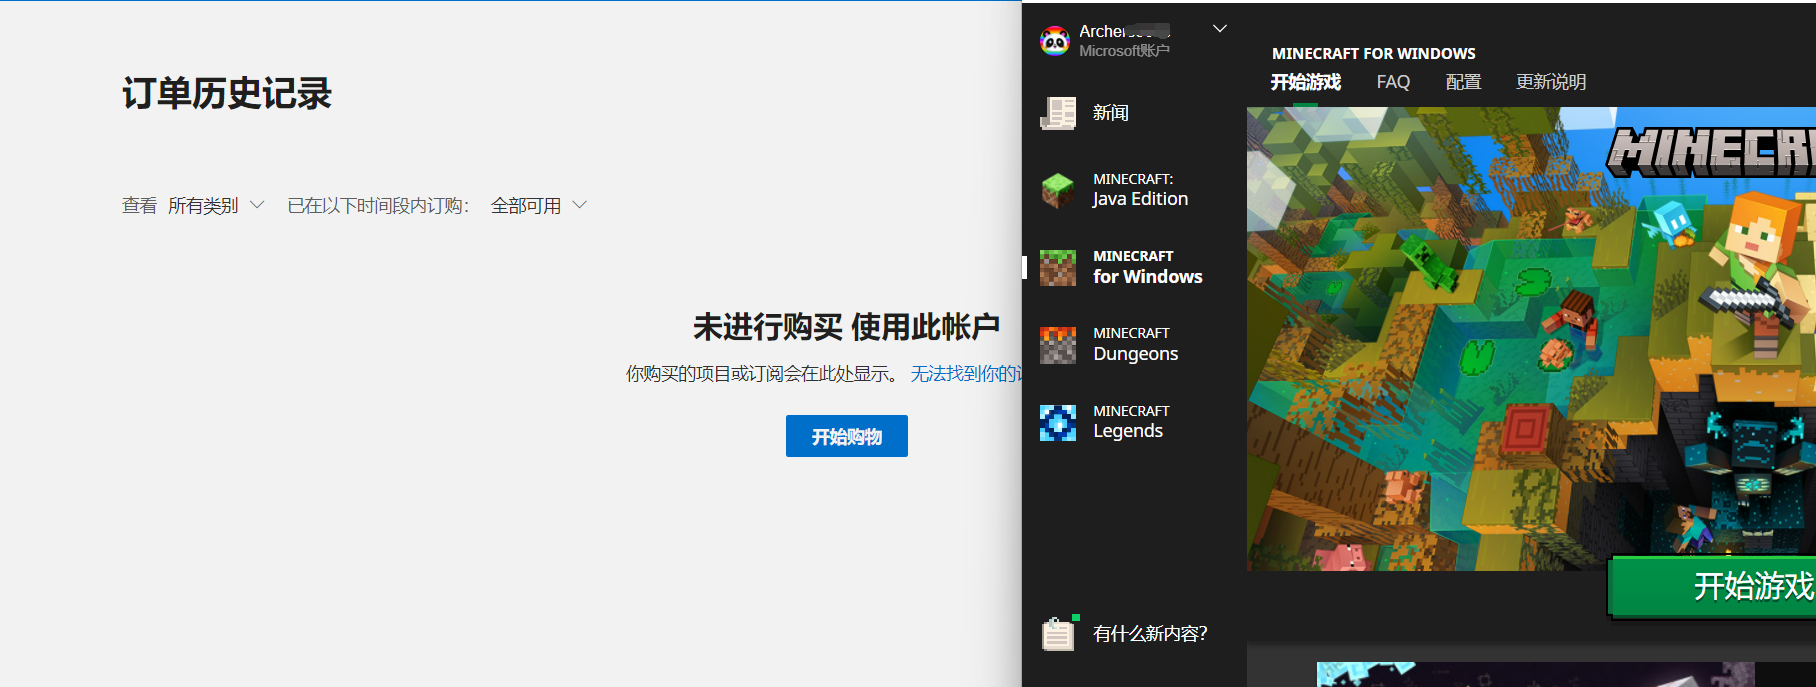 订单历史记录
查看 所有类别 已在以下时间段内订购： 全部可用
未进行购买 使用此帐户
你购买的项目或订阅会在此处显示。 无法找到你的
开始购物
Microsoft账户
新闻
MINECRAFT:
Java Edition
MINECRAFT
for Windows
MINECRAFT
Dungeons
MINECRAFT
Legends
有什么新内容?
MINECRAFT FOR WINDOWS
开始游戏 FAQ 配置 更新说明
MINECR
开始游戏